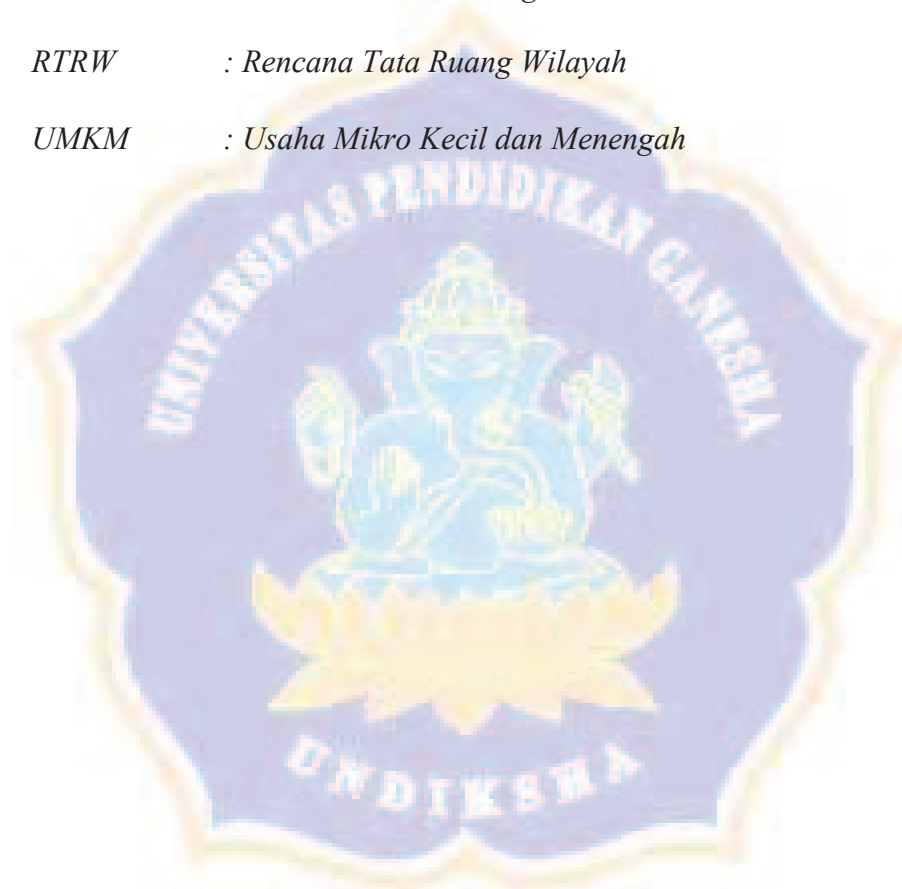 RTRW : Rencana Tata Ruang Wilayah
UMKM : Usaha Mikro Kecil dan Menengah
UNIVERSITAS PENDIDIKAN GANESHA
UNDIKSHA